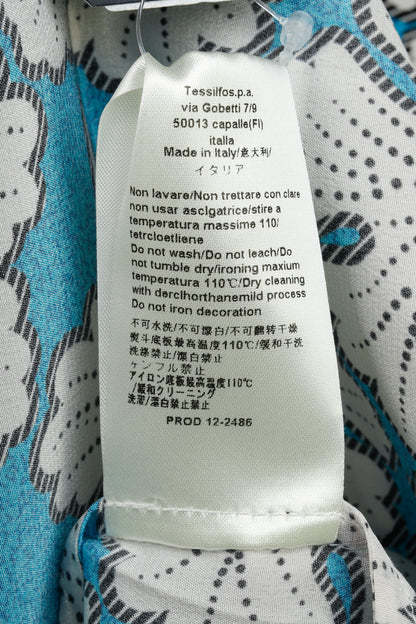 Tessilfos.p.a.
via Gobetti 7/9
50013 capalle(FI)
italia
Made in Italy/意大利/
イタリア
Non lavare/Non trettare con clare
non usar asclgatrice/stire a
temperatura massime 110/
tetrcloetliene
Do not wash/Do not leach/Do
not tumble dry/ironing maxium
temperatura 110℃/Dry cleaning
with derclhorthanemild process
Do not iron decoration
不可水洗/不可漂白/不可翻转干燥
熨斗底板最高温度110℃/缓和干洗
洗涤禁止/漂白禁止
ケンフル禁止
アイロン底板最高温度110℃
/緩和クリーニング
洗濯/漂白禁止禁止
PROD 12-2486